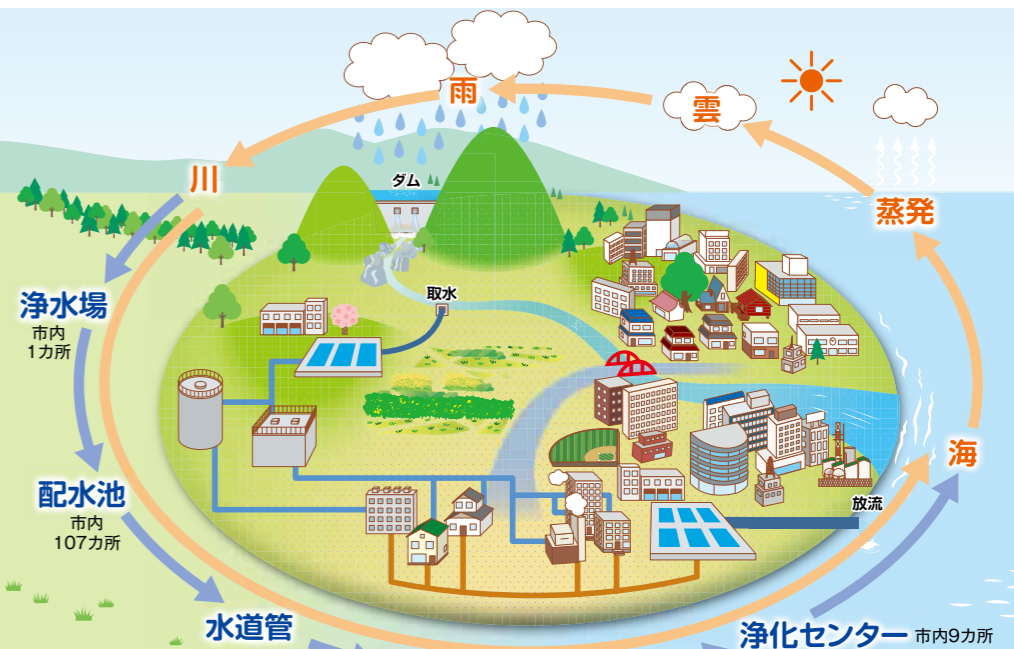 雨
雲
川
ダム
蒸発
浄水場
市内
1カ所
取水
海
配水池
市内
107カ所
放流
水道管
浄化センター 市内9カ所